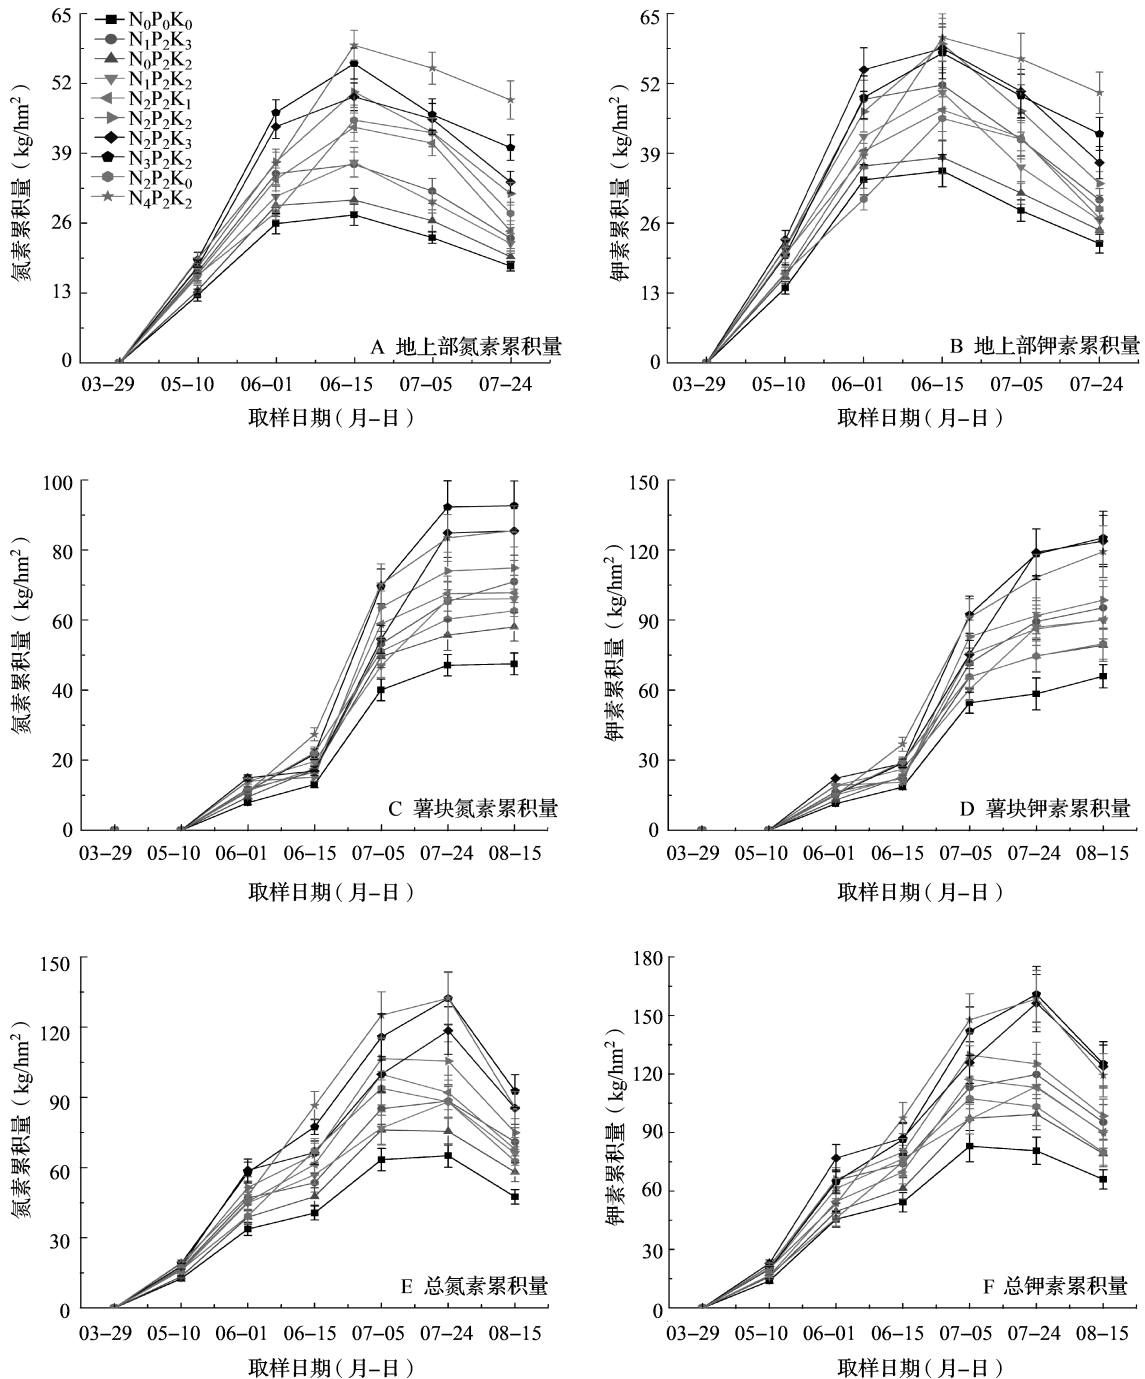 65
52
39
26
13
0
氮素累积量（kg/hm²）
N₀P₀K₀
N₁P₂K₃
N₀P₂K₂
N₁P₂K₂
N₂P₂K₁
N₂P₂K₂
N₂P₂K₃
N₃P₂K₂
N₂P₂K₀
N₄P₂K₂
A 地上部氮素累积量
03–29 05–10 06–01 06–15 07–05 07–24
取样日期（月–日）
65
52
39
26
13
0
钾素累积量（kg/hm²）
B 地上部钾素累积量
03–29 05–10 06–01 06–15 07–05 07–24
取样日期（月–日）
100
80
60
40
20
0
氮素累积量（kg/hm²）
C 薯块氮素累积量
03–29 05–10 06–01 06–15 07–05 07–24 08–15
取样日期（月–日）
150
120
90
60
30
0
钾素累积量（kg/hm²）
D 薯块钾素累积量
03–29 05–10 06–01 06–15 07–05 07–24 08–15
取样日期（月–日）
150
120
90
60
30
0
氮素累积量（kg/hm²）
E 总氮素累积量
03–29 05–10 06–01 06–15 07–05 07–24 08–15
取样日期（月–日）
180
150
120
90
60
30
0
钾素累积量（kg/hm²）
F 总钾素累积量
03–29 05–10 06–01 06–15 07–05 07–24 08–15
取样日期（月–日）